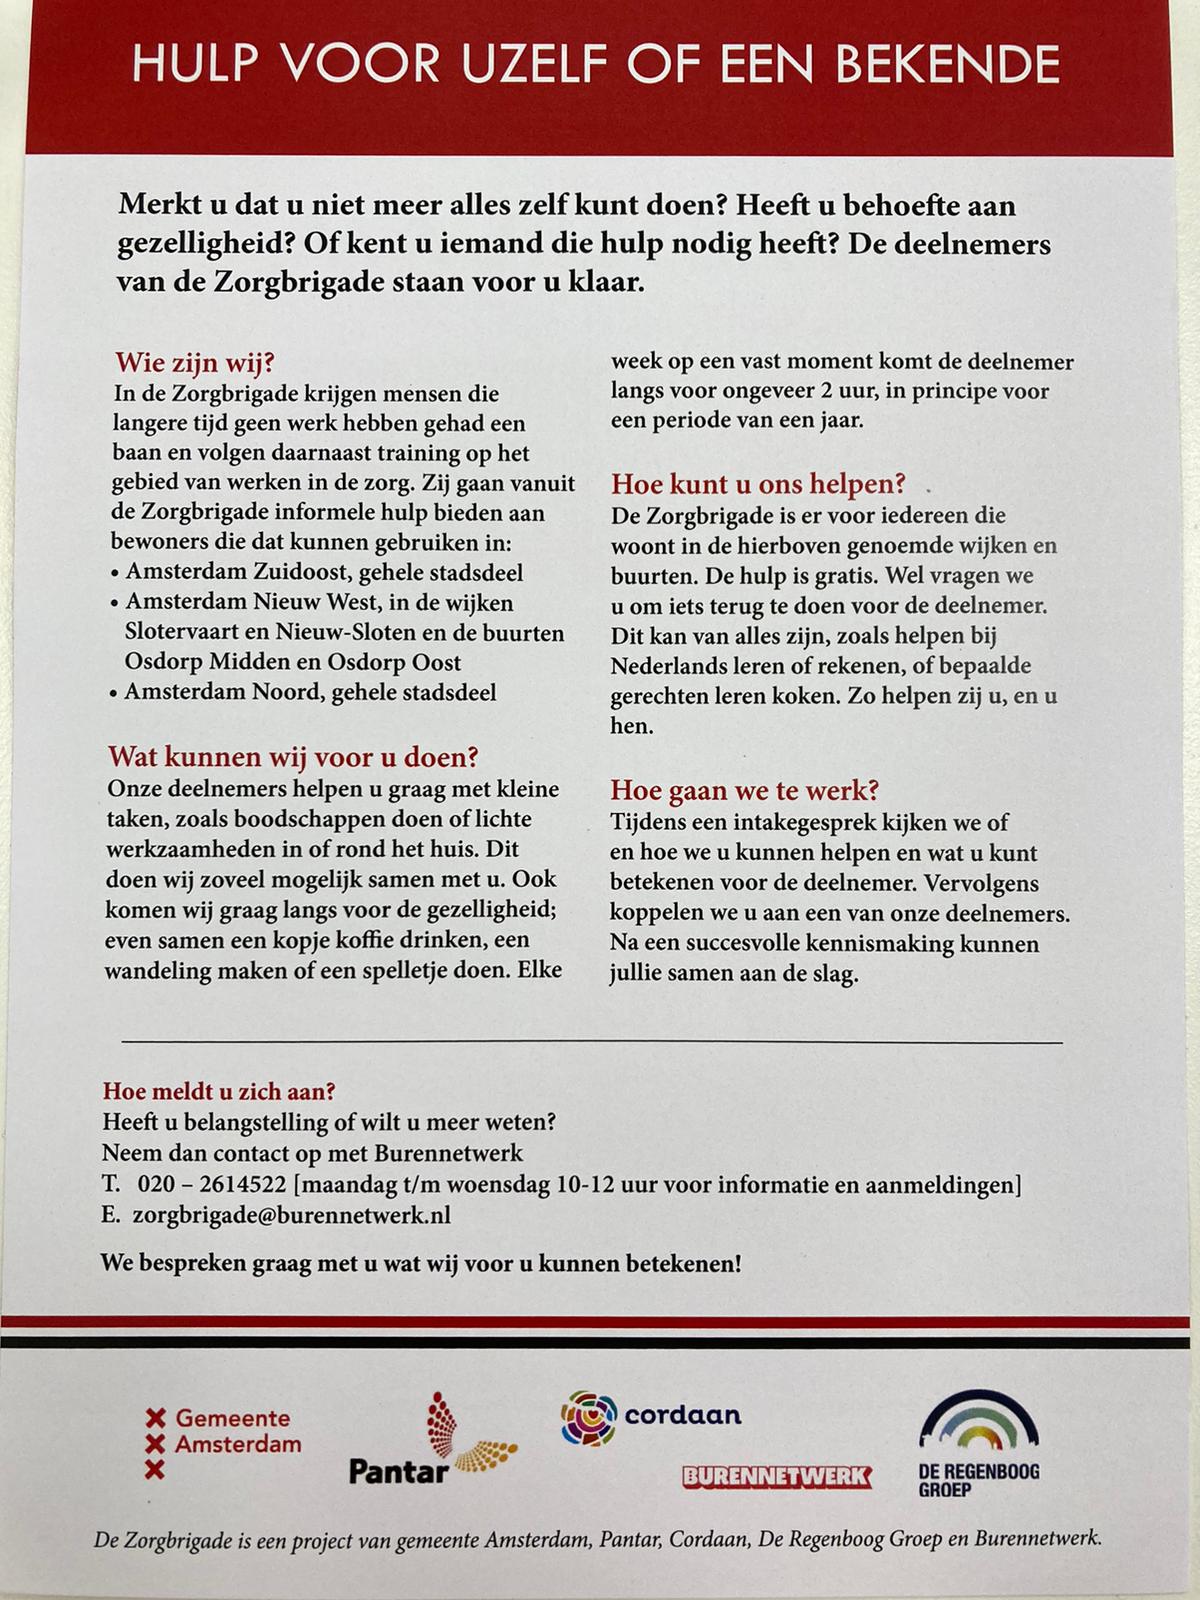 HULP VOOR UZELF OF EEN BEKENDE
Merkt u dat u niet meer alles zelf kunt doen? Heeft u behoefte aan
gezelligheid? Of kent u iemand die hulp nodig heeft? De deelnemers
van de Zorgbrigade staan voor u klaar.
Wie zijn wij?
In de Zorgbrigade krijgen mensen die
langere tijd geen werk hebben gehad een
baan en volgen daarnaast training op het
gebied van werken in de zorg. Zij gaan vanuit
de Zorgbrigade informele hulp bieden aan
bewoners die dat kunnen gebruiken in:
• Amsterdam Zuidoost, gehele stadsdeel
• Amsterdam Nieuw West, in de wijken
Slotervaart en Nieuw-Sloten en de buurten
Osdorp Midden en Osdorp Oost
• Amsterdam Noord, gehele stadsdeel
Wat kunnen wij voor u doen?
Onze deelnemers helpen u graag met kleine
taken, zoals boodschappen doen of lichte
werkzaamheden in of rond het huis. Dit
doen wij zoveel mogelijk samen met u. Ook
komen wij graag langs voor de gezelligheid;
even samen een kopje koffie drinken, een
wandeling maken of een spelletje doen. Elke
week op een vast moment komt de deelnemer
langs voor ongeveer 2 uur, in principe voor
een periode van een jaar.
Hoe kunt u ons helpen?
De Zorgbrigade is er voor iedereen die
woont in de hierboven genoemde wijken en
buurten. De hulp is gratis. Wel vragen we
u om iets terug te doen voor de deelnemer.
Dit kan van alles zijn, zoals helpen bij
Nederlands leren of rekenen, of bepaalde
gerechten leren koken. Zo helpen zij u, en u
hen.
Hoe gaan we te werk?
Tijdens een intakegesprek kijken we of
en hoe we u kunnen helpen en wat u kunt
betekenen voor de deelnemer. Vervolgens
koppelen we u aan een van onze deelnemers.
Na een succesvolle kennismaking kunnen
jullie samen aan de slag.
Hoe meldt u zich aan?
Heeft u belangstelling of wilt u meer weten?
Neem dan contact op met Burennetwerk
T. 020 – 2614522 [maandag t/m woensdag 10-12 uur voor informatie en aanmeldingen]
E. zorgbrigade@burennetwerk.nl
We bespreken graag met u wat wij voor u kunnen betekenen!
Gemeente
Amsterdam
Pantar
cordaan
BURENNETWERK
DE REGENBOOG
GROEP
De Zorgbrigade is een project van gemeente Amsterdam, Pantar, Cordaan, De Regenboog Groep en Burennetwerk.